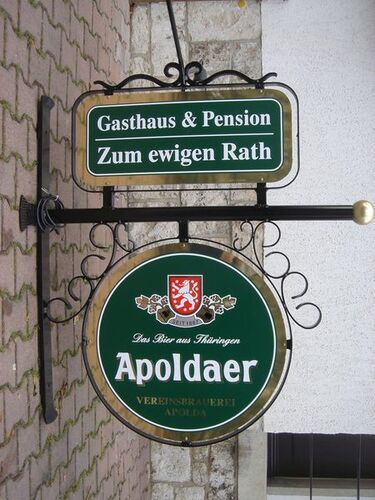 Gasthaus & Pension
Zum ewigen Rath
Das Bier aus Thüringen
Apoldaer
VEREINSBRAUEREI
APOLDA